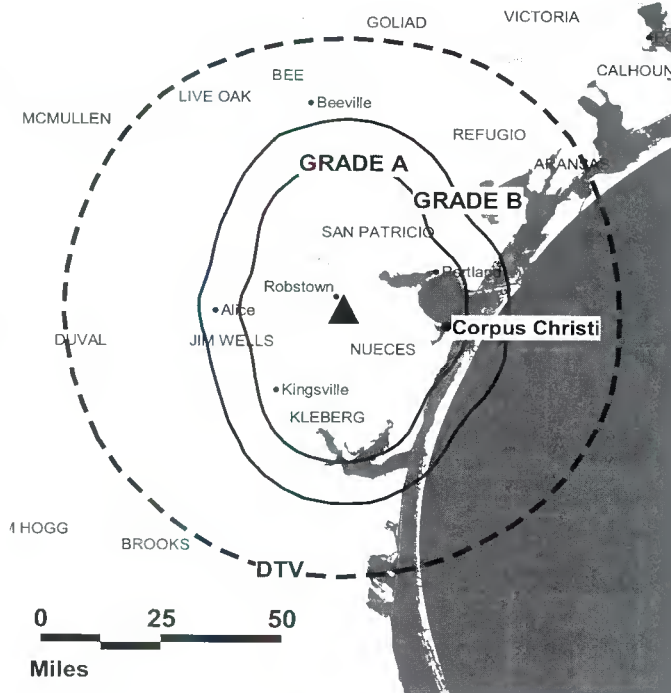 GOLIAD
VICTORIA
CALHOUN
BEE
LIVE OAK
Beeville
MCMULLEN
REFUGIO
ARANSAS
GRADE A
GRADE B
SAN PATRICIO
Portland
Robstown
Alice
Corpus Christi
DUVAL
JIM WELLS
NUECES
Kingsville
KLEBERG
M HOGG
BROOKS
DTV
0 25 50
Miles